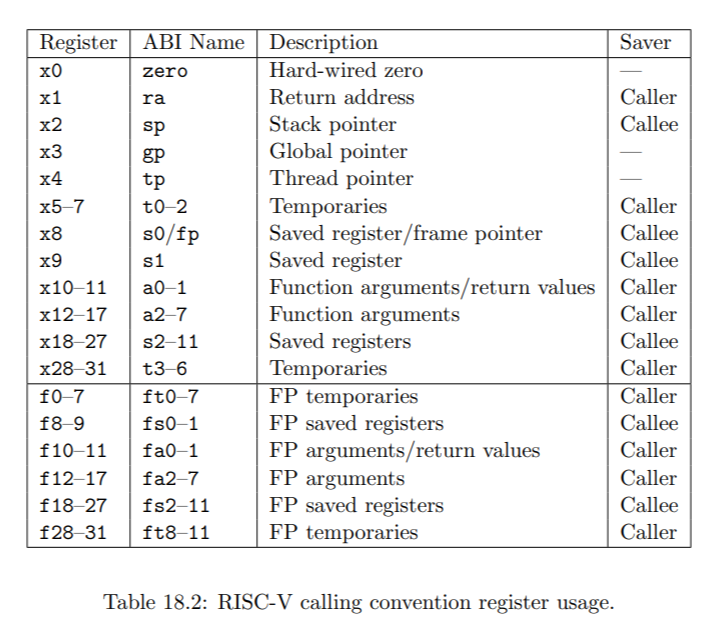 Register ABI Name Description Saver
x0 zero Hard-wired zero —
x1 ra Return address Caller
x2 sp Stack pointer Callee
x3 gp Global pointer —
x4 tp Thread pointer —
x5–7 t0–2 Temporaries Caller
x8 s0/fp Saved register/frame pointer Callee
x9 s1 Saved register Callee
x10–11 a0–1 Function arguments/return values Caller
x12–17 a2–7 Function arguments Caller
x18–27 s2–11 Saved registers Callee
x28–31 t3–6 Temporaries Caller
f0–7 ft0–7 FP temporaries Caller
f8–9 fs0–1 FP saved registers Callee
f10–11 fa0–1 FP arguments/return values Caller
f12–17 fa2–7 FP arguments Caller
f18–27 fs2–11 FP saved registers Callee
f28–31 ft8–11 FP temporaries Caller
Table 18.2: RISC-V calling convention register usage.